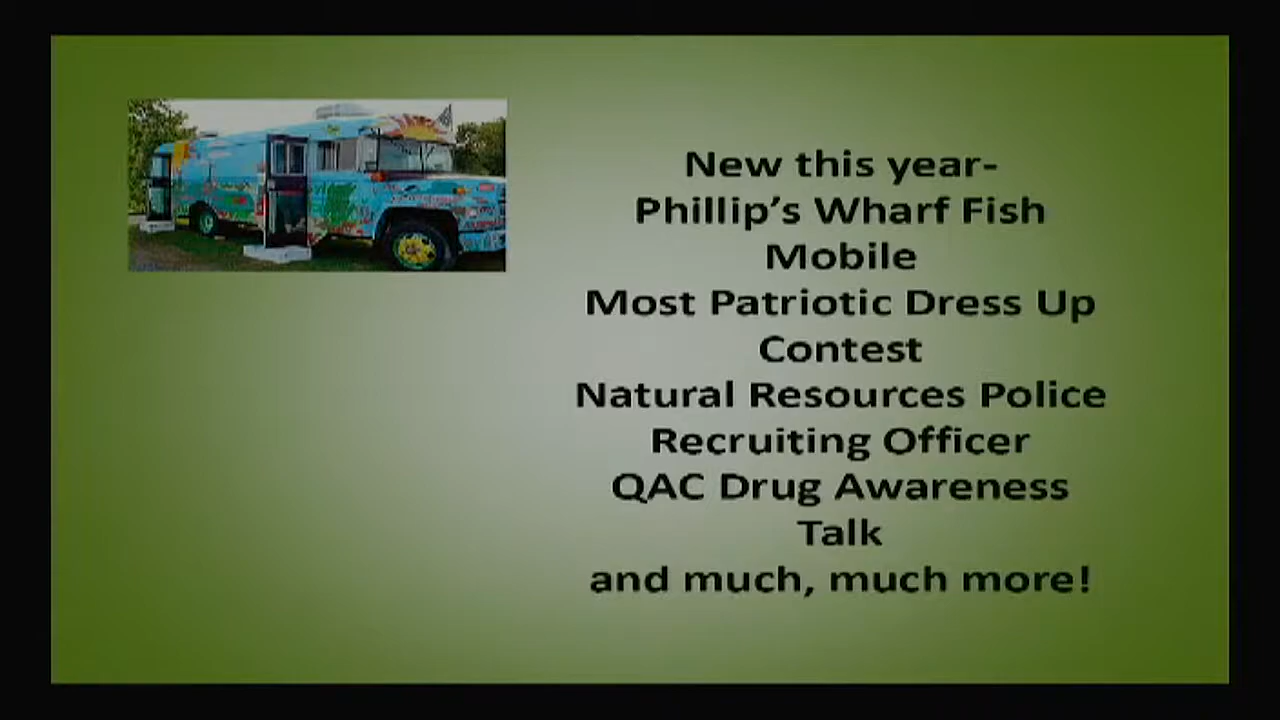 New this year-
Phillip’s Wharf Fish
Mobile
Most Patriotic Dress Up
Contest
Natural Resources Police
Recruiting Officer
QAC Drug Awareness
Talk
and much, much more!